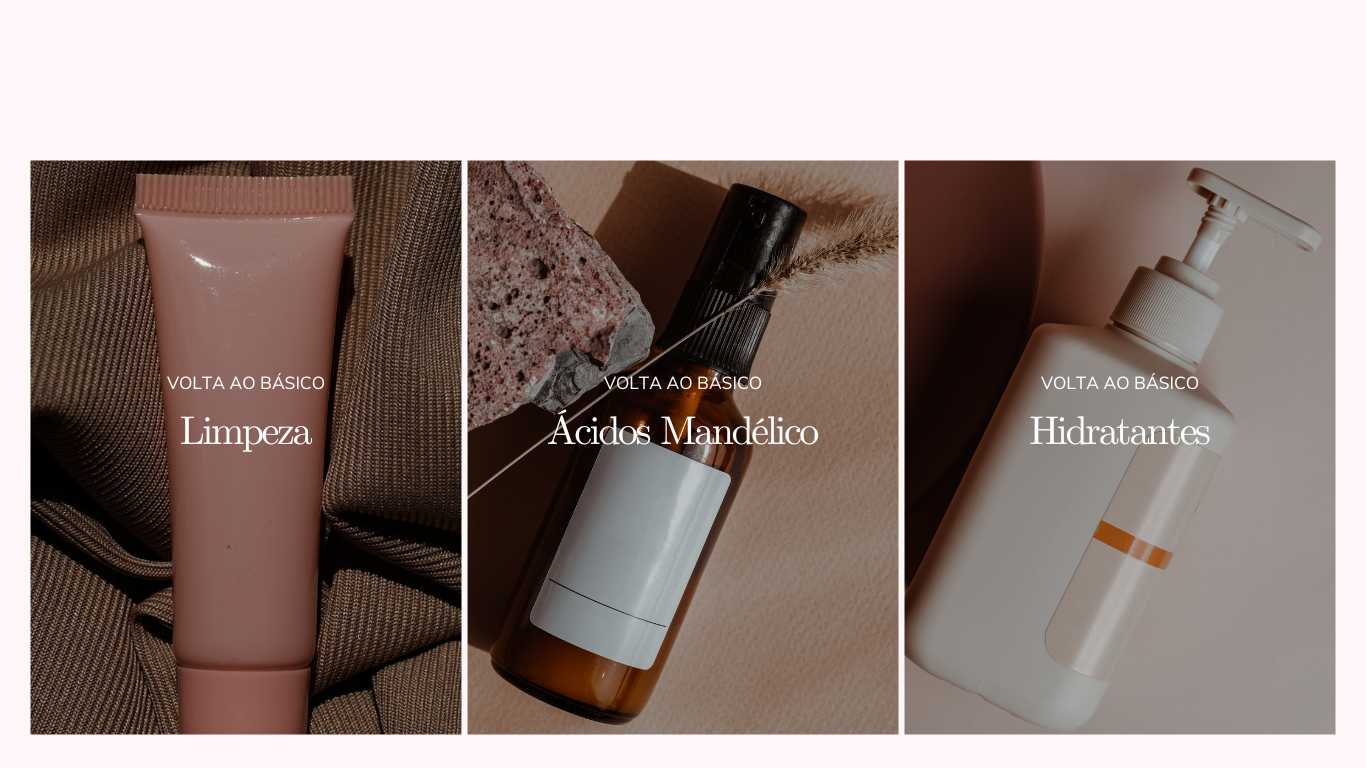 VOLTA AO BÁSICO
Limpeza
VOLTA AO BÁSICO
Ácidos Mandélico
VOLTA AO BÁSICO
Hidratantes